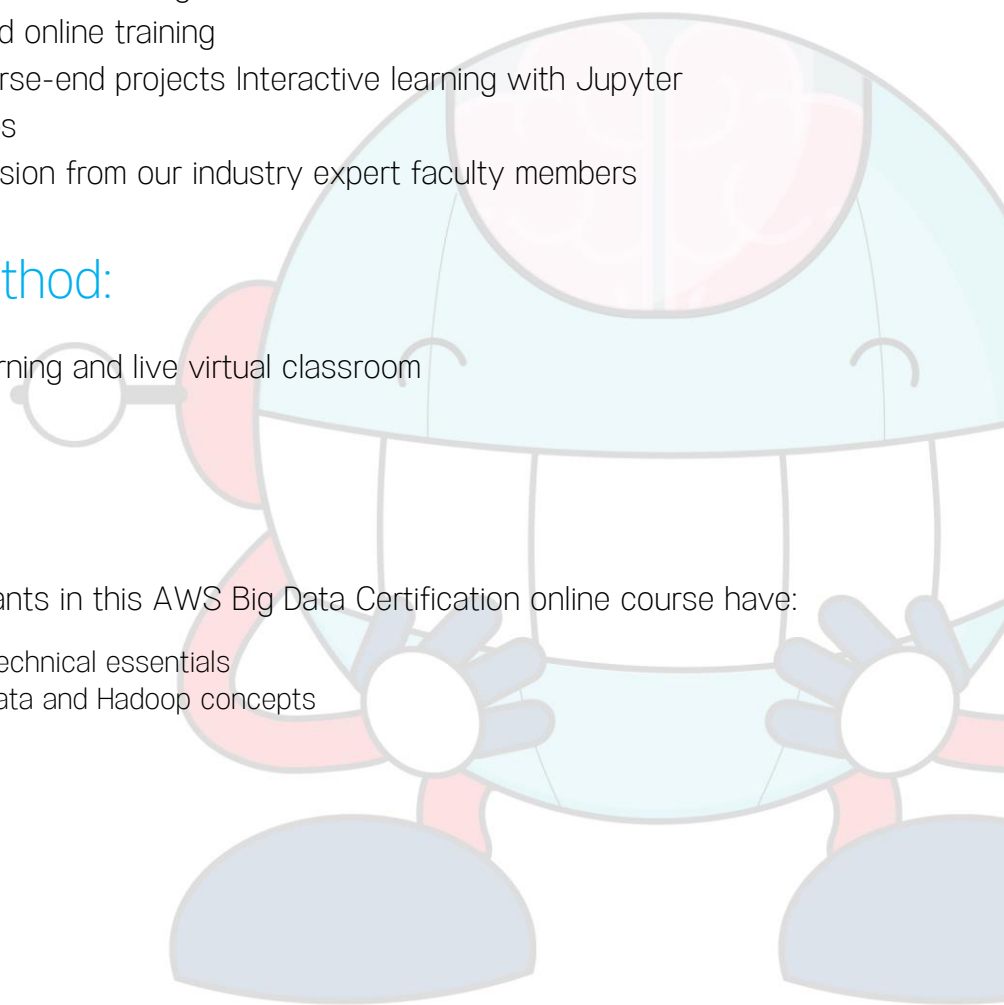 d online training
rse-end projects Interactive learning with Jupyter
s
sion from our industry expert faculty members
thod:
rning and live virtual classroom
ants in this AWS Big Data Certification online course have:
echnical essentials
ata and Hadoop concepts